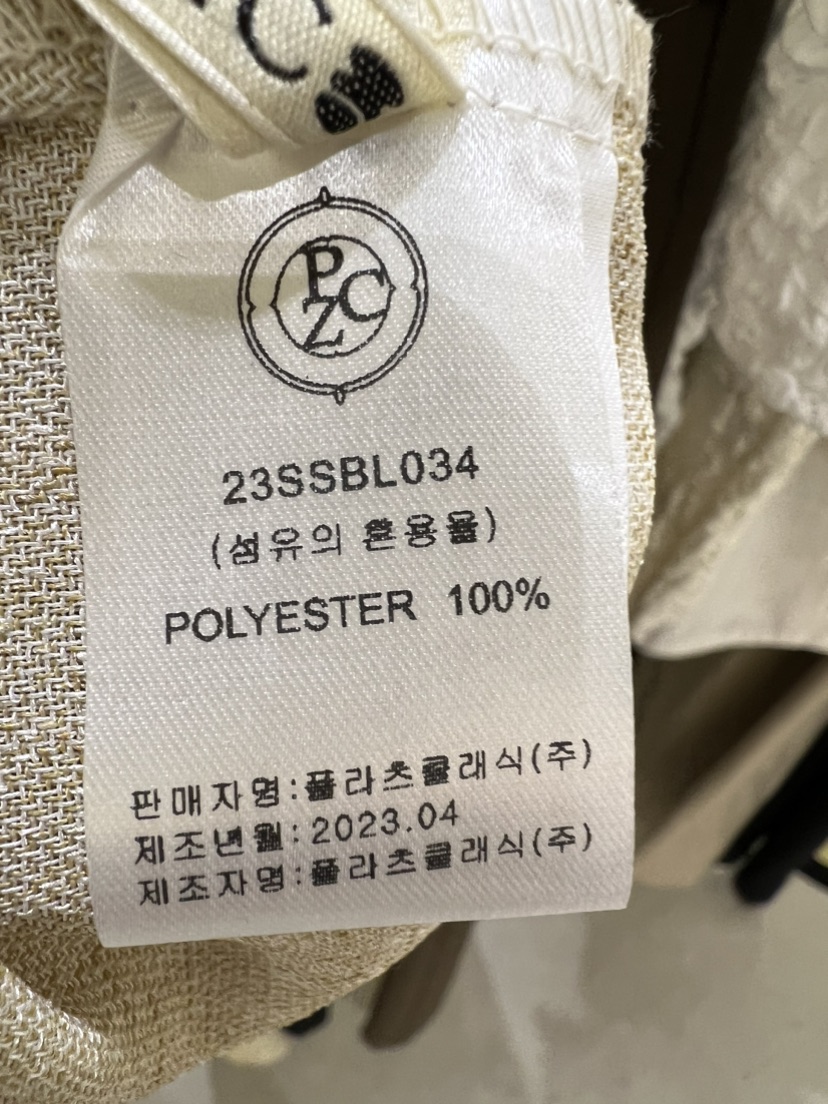 C
P
C
Z
23SSBL034
(섬유의 혼용율)
POLYESTER 100%
판매자명:플라츠클래식(주)
제조년월:2023.04
제조자명:플라츠클래식(주)